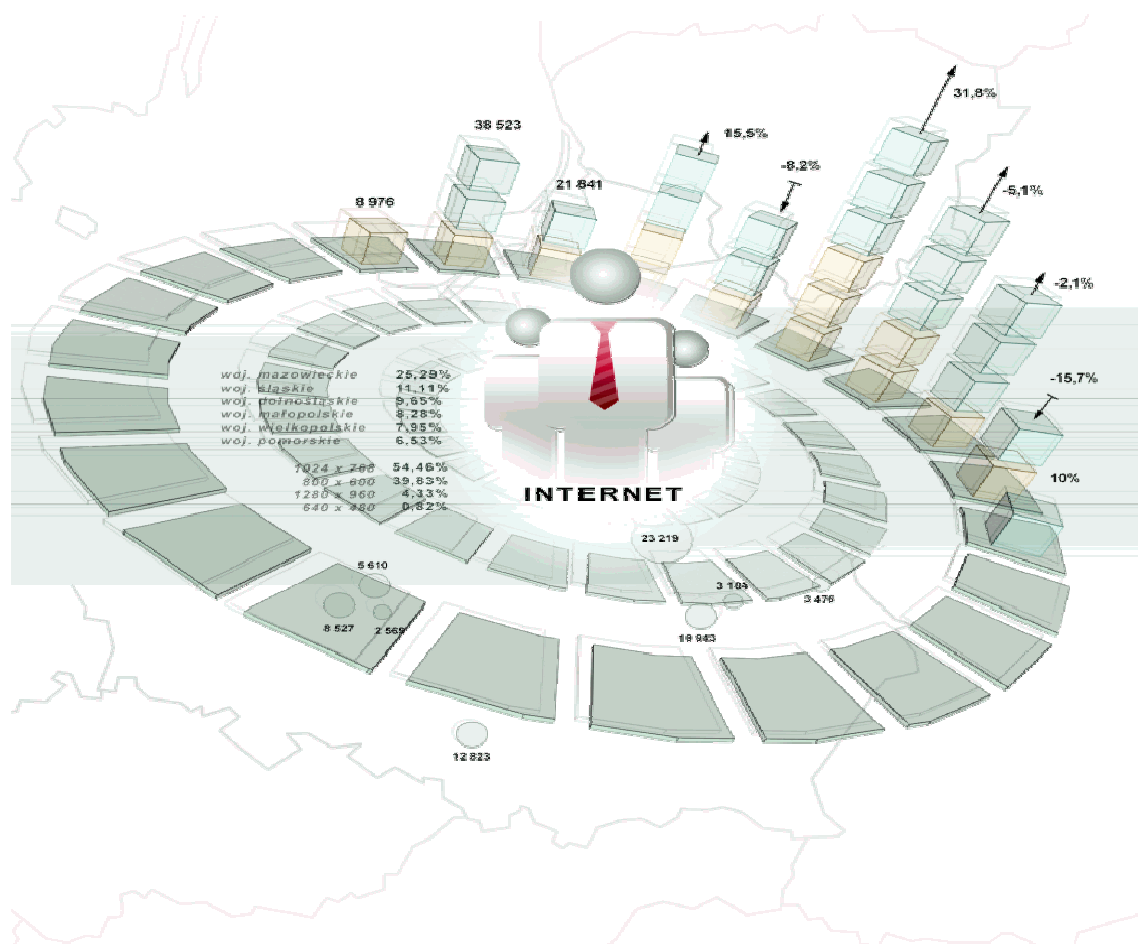 31,8%
38 523
15,5%
-8,2%
21 841
-5,1%
8 976
-2,1%
woj. mazowieckie 25,29%
woj. śląskie 11,11%
woj. dolnośląskie 9,65%
woj. małopolskie 8,28%
woj. wielkopolskie 7,95%
woj. pomorskie 6,53%
-15,7%
1024 x 768 54,46%
800 x 600 39,83%
1280 x 960 4,33%
640 x 480 0,82%
10%
INTERNET
23 219
5 610
3 184
3 476
8 527
2 569
19 943
12 823